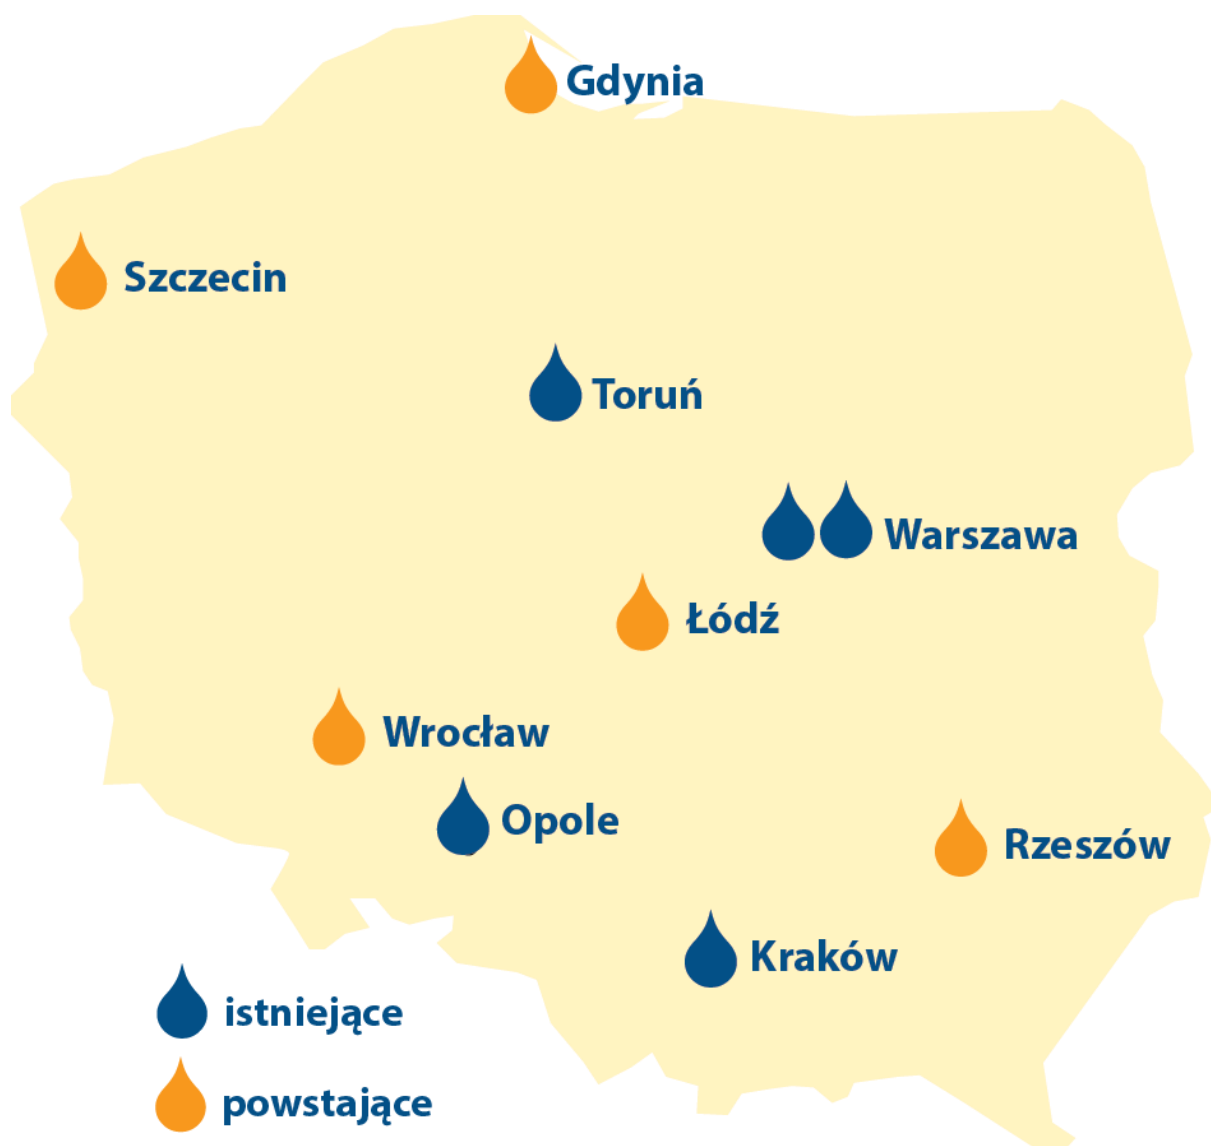 Gdynia
Szczecin
Toruń
Warszawa
Łódź
Wrocław
Opole
Rzeszów
Kraków
istniejące
powstające